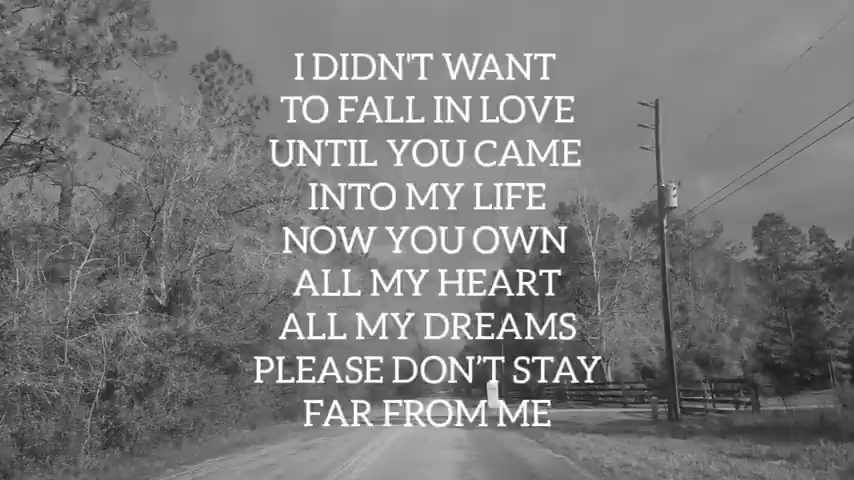 I DIDN'T WANT
TO FALL IN LOVE
UNTIL YOU CAME
INTO MY LIFE
NOW YOU OWN
ALL MY HEART
ALL MY DREAMS
PLEASE DON’T STAY
FAR FROM ME